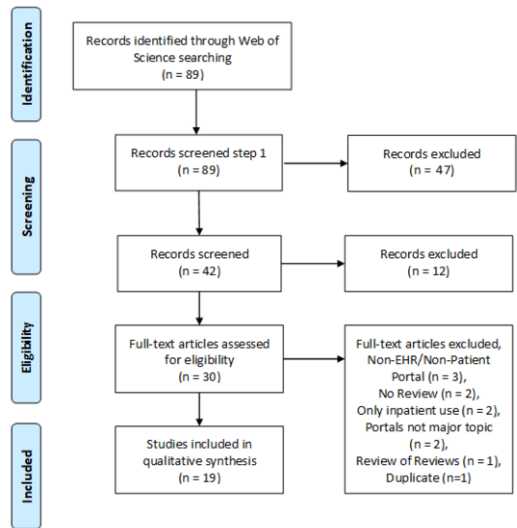 Identification
Records identified through Web of
Science searching
(n = 89)
Screening
Records screened step 1
(n = 89)
Records excluded
(n = 47)
Records screened
(n = 42)
Records excluded
(n = 12)
Eligibility
Full-text articles assessed
for eligibility
(n = 30)
Full-text articles excluded,
Non-EHR/Non-Patient
Portal (n = 3),
No Review (n = 2),
Only inpatient use (n = 2),
Portals not major topic
(n = 2),
Review of Reviews (n = 1),
Duplicate (n=1)
Included
Studies included in
qualitative synthesis
(n = 19)